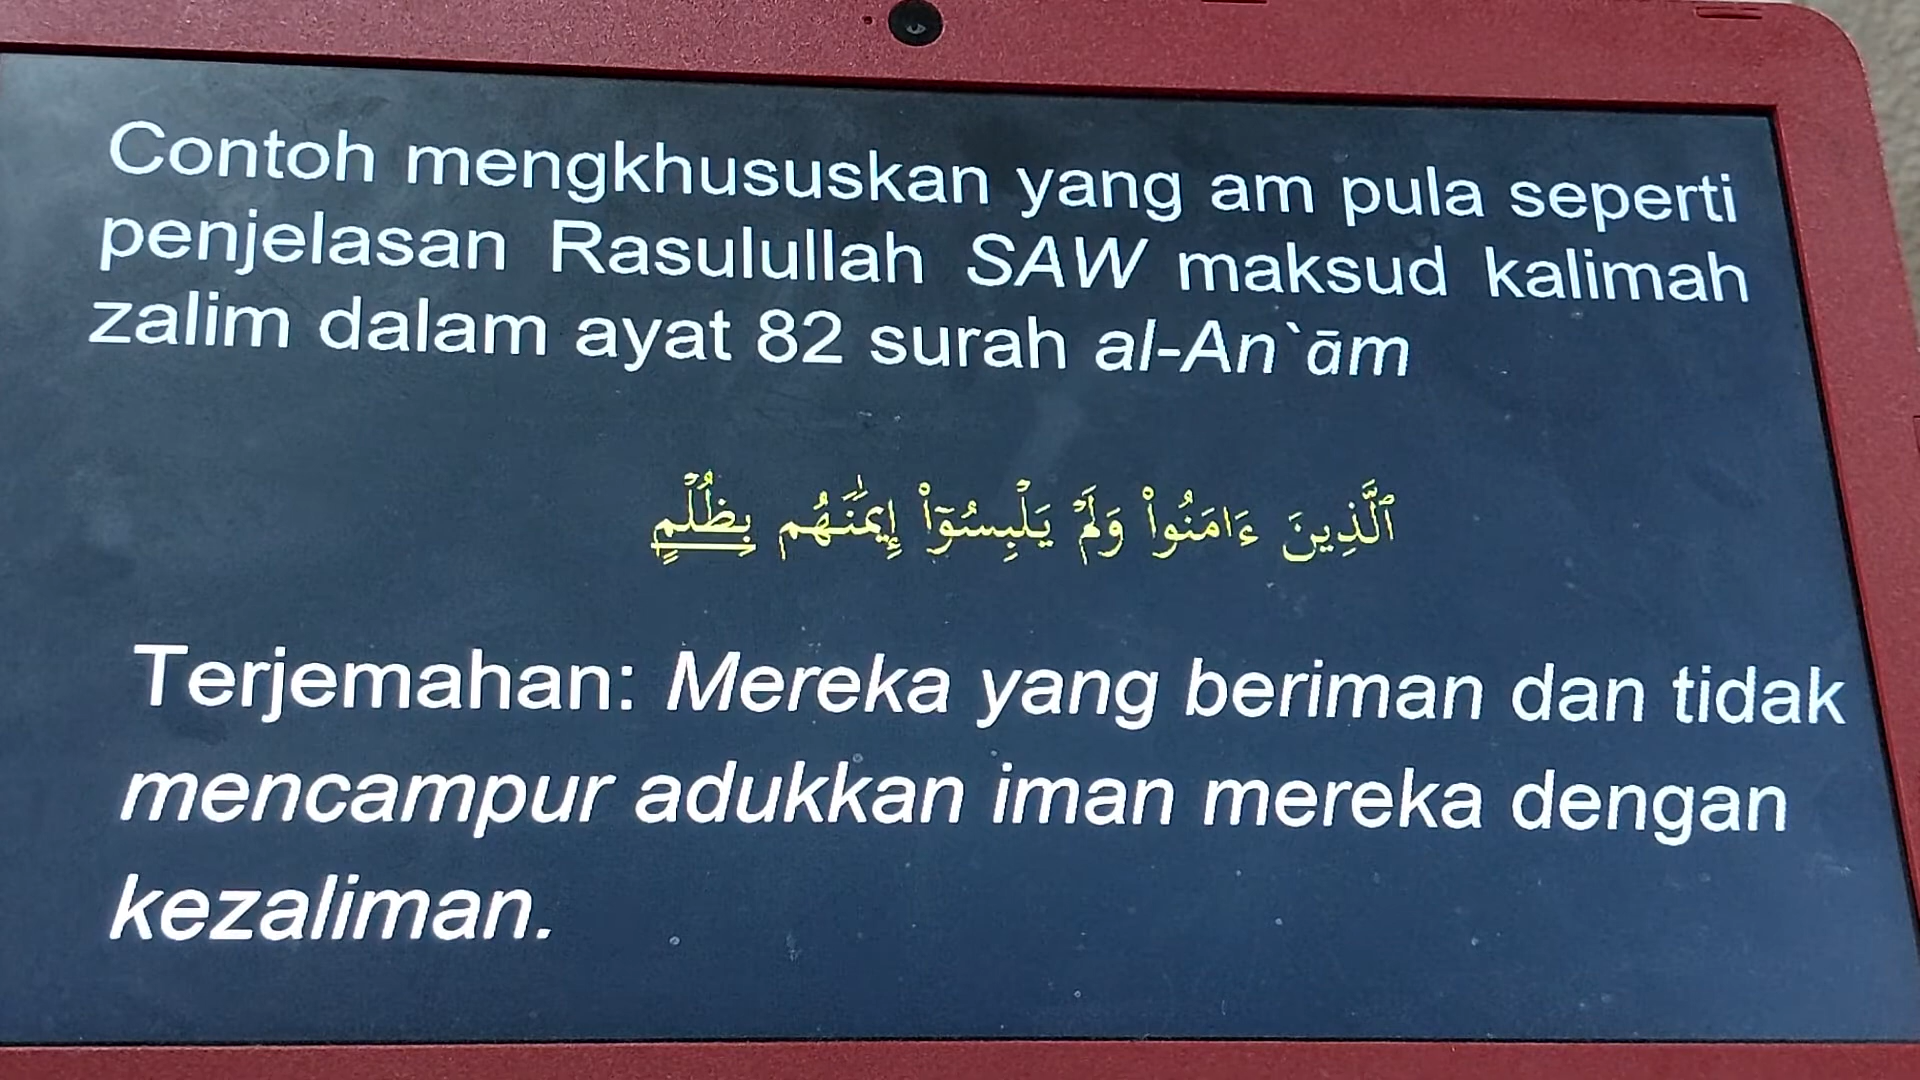 Contoh mengkhususkan yang am pula seperti
penjelasan Rasulullah SAW maksud kalimah
zalim dalam ayat 82 surah al-An`ām
ٱلَّذِينَ ءَامَنُوا۟ وَلَمْ يَلْبِسُوٓا۟ إِيمَـٰنَهُم بِظُلْمٍ
Terjemahan: Mereka yang beriman dan tidak
mencampur adukkan iman mereka dengan
kezaliman.